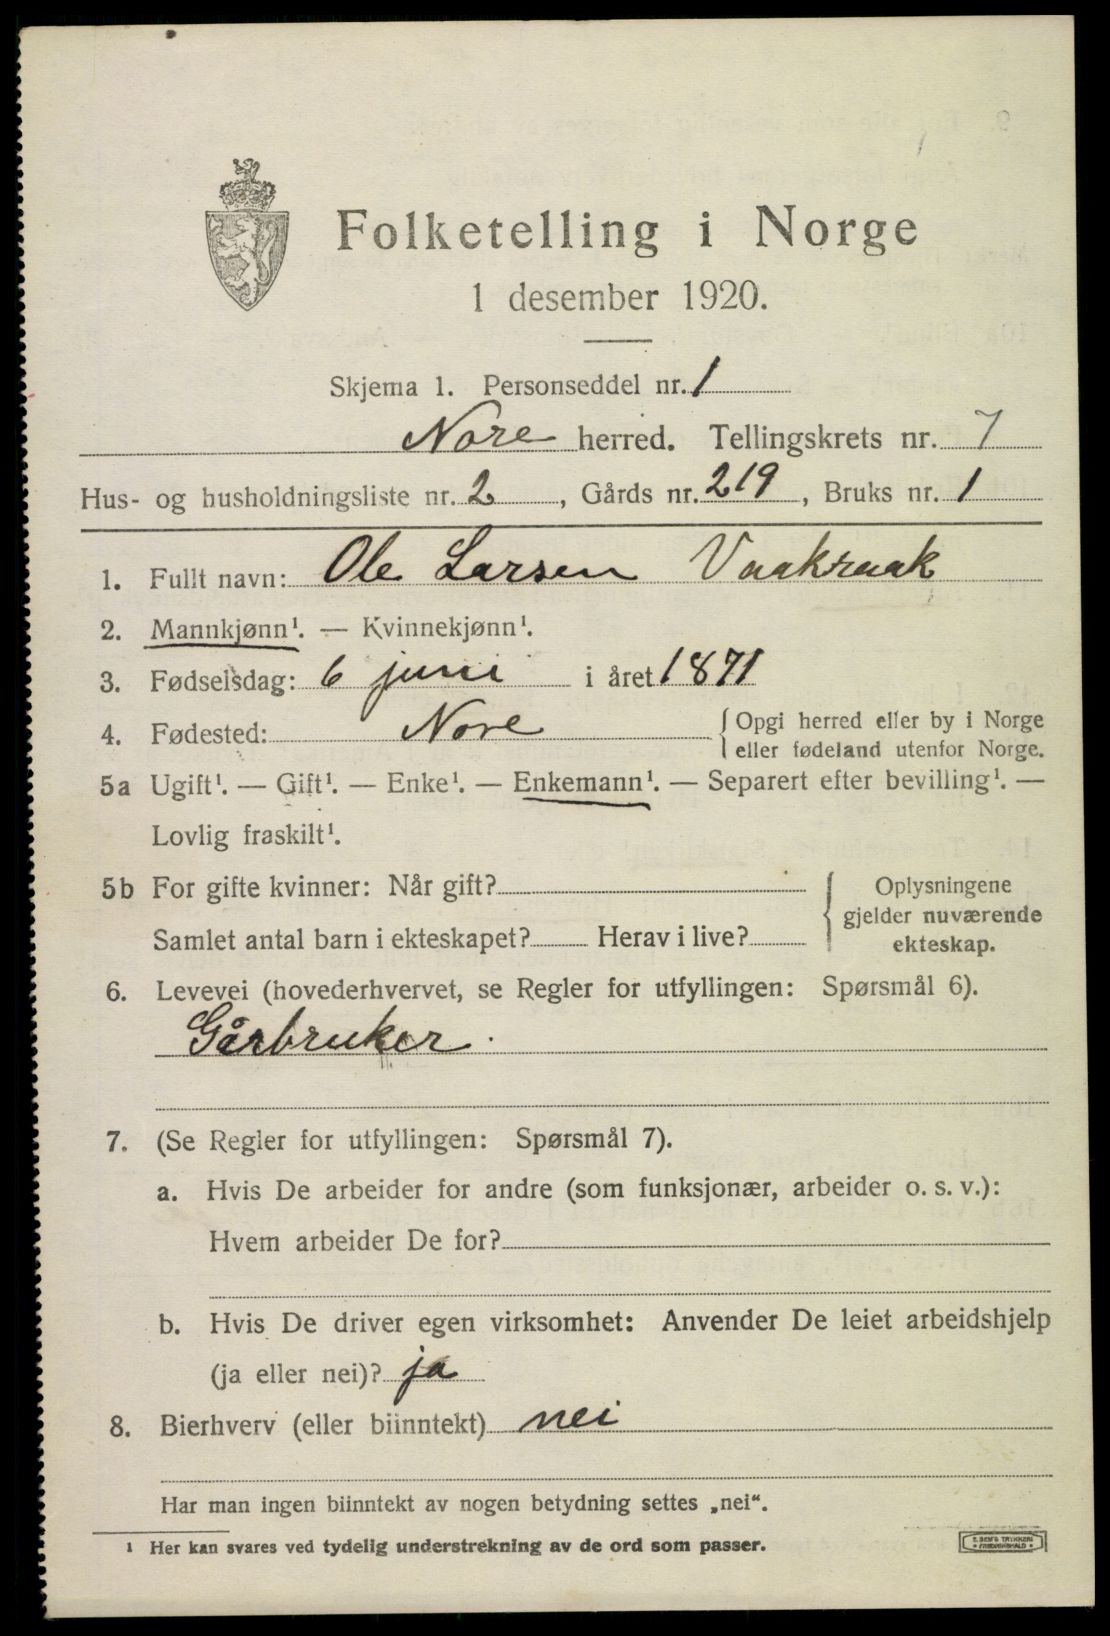 Folketelling i Norge
1 desember 1920.
Skjema 1. Personseddel nr. 1
Nore herred. Tellingskrets nr. 7
Hus- og husholdningsliste nr. 2, Gårds nr. 219, Bruks nr. 1
1. Fullt navn: Ole Larsen Vaakraak
2. Mannkjønn¹. — Kvinnekjønn¹.
3. Fødselsdag: 6 juni i året 1871
4. Fødested: Nore {Opgi herred eller by i Norge
eller fødeland utenfor Norge.
5a Ugift¹. — Gift¹. — Enke¹. — Enkemann¹. — Separert efter bevilling¹. —
Lovlig fraskilt¹.
5b For gifte kvinner: Når gift?
Samlet antal barn i ekteskapet? Herav i live?
{Oplysningene
gjelder nuværende
ekteskap.
6. Levevei (hovederhvervet, se Regler for utfyllingen: Spørsmål 6).
Gårbruker.
7. (Se Regler for utfyllingen: Spørsmål 7).
a. Hvis De arbeider for andre (som funksjonær, arbeider o. s. v.):
Hvem arbeider De for?
b. Hvis De driver egen virksomhet: Anvender De leiet arbeidshjelp
(ja eller nei)? ja
8. Bierhverv (eller biinntekt) nei
Har man ingen biinntekt av nogen betydning settes „nei“.
¹ Her kan svares ved tydelig understrekning av de ord som passer.